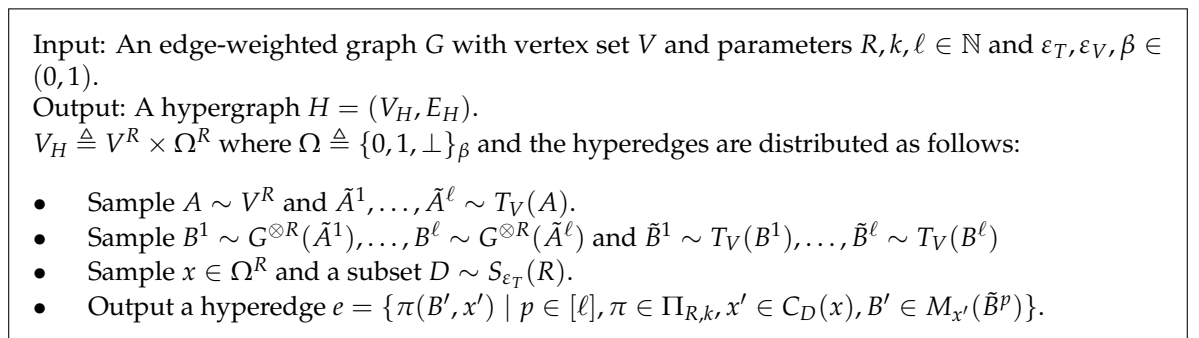 Input: An edge-weighted graph G with vertex set V and parameters R, k, ℓ ∈ ℕ and ε_T, ε_V, β ∈
(0, 1).
Output: A hypergraph H = (V_H, E_H).
V_H ≜ V^R × Ω^R where Ω ≜ {0, 1, ⊥}_β and the hyperedges are distributed as follows:
• Sample A ∼ V^R and Ã^1, . . . , Ã^ℓ ∼ T_V(A).
• Sample B^1 ∼ G^{⊗R}(Ã^1), . . . , B^ℓ ∼ G^{⊗R}(Ã^ℓ) and B̃^1 ∼ T_V(B^1), . . . , B̃^ℓ ∼ T_V(B^ℓ)
• Sample x ∈ Ω^R and a subset D ∼ S_{ε_T}(R).
• Output a hyperedge e = {π(B′, x′) | p ∈ [ℓ], π ∈ Π_{R,k}, x′ ∈ C_D(x), B′ ∈ M_{x′}(B̃^p)}.